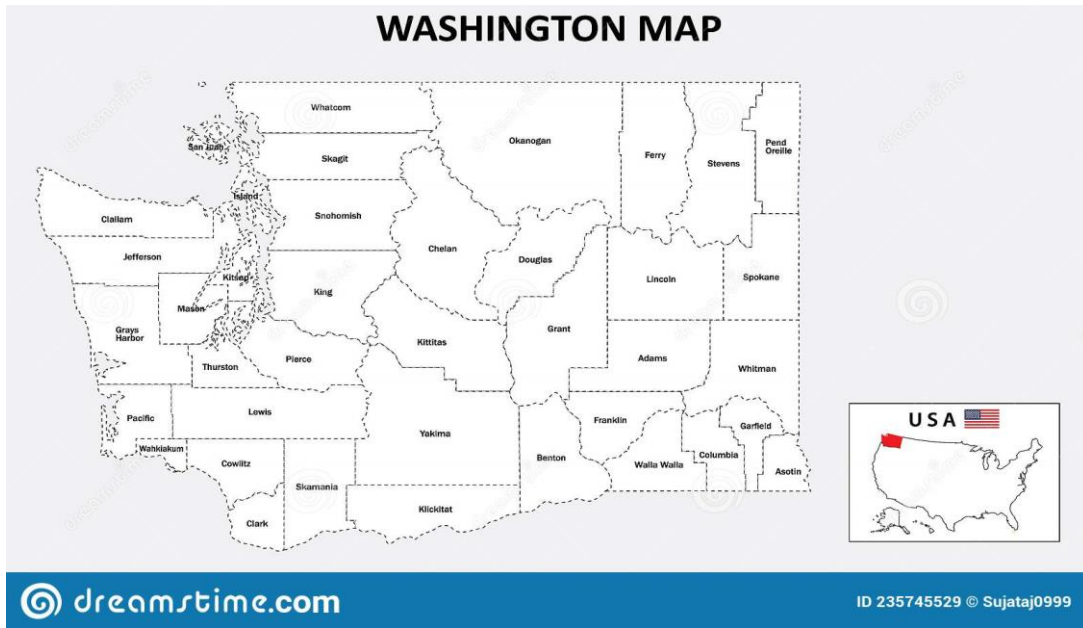 WASHINGTON MAP
Whatcom
Okanogan
San Juan
Skagit
Ferry
Stevens
Pend
Oreille
Island
Clallam
Snohomish
Chelan
Jefferson
Douglas
Kitsap
Lincoln
Spokane
King
Mason
Grays
Harbor
Grant
Kittitas
Thurston
Pierce
Adams
Whitman
Pacific
Lewis
Yakima
Franklin
Garfield
Wahkiakum
Cowlitz
Benton
Walla Walla
Columbia
Asotin
Skamania
Klickitat
Clark
USA
dreamstime.com
ID 235745529 © Sujataj0999